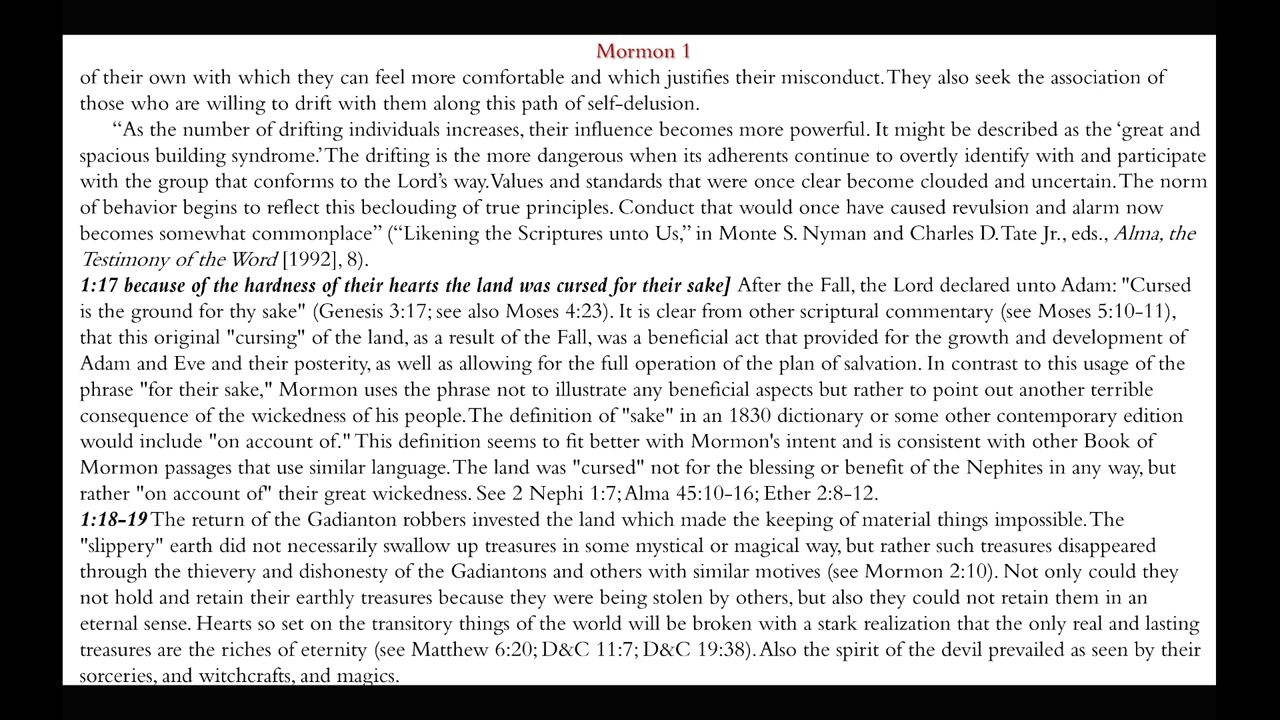 Mormon 1
of their own with which they can feel more comfortable and which justifies their misconduct. They also seek the association of
those who are willing to drift with them along this path of self-delusion.
“As the number of drifting individuals increases, their influence becomes more powerful. It might be described as the ‘great and
spacious building syndrome.’ The drifting is the more dangerous when its adherents continue to overtly identify with and participate
with the group that conforms to the Lord’s way. Values and standards that were once clear become clouded and uncertain. The norm
of behavior begins to reflect this beclouding of true principles. Conduct that would once have caused revulsion and alarm now
becomes somewhat commonplace” (“Likening the Scriptures unto Us,” in Monte S. Nyman and Charles D. Tate Jr., eds., Alma, the
Testimony of the Word [1992], 8).
1:17 because of the hardness of their hearts the land was cursed for their sake] After the Fall, the Lord declared unto Adam: "Cursed
is the ground for thy sake" (Genesis 3:17; see also Moses 4:23). It is clear from other scriptural commentary (see Moses 5:10-11),
that this original "cursing" of the land, as a result of the Fall, was a beneficial act that provided for the growth and development of
Adam and Eve and their posterity, as well as allowing for the full operation of the plan of salvation. In contrast to this usage of the
phrase "for their sake," Mormon uses the phrase not to illustrate any beneficial aspects but rather to point out another terrible
consequence of the wickedness of his people. The definition of "sake" in an 1830 dictionary or some other contemporary edition
would include "on account of." This definition seems to fit better with Mormon's intent and is consistent with other Book of
Mormon passages that use similar language. The land was "cursed" not for the blessing or benefit of the Nephites in any way, but
rather "on account of" their great wickedness. See 2 Nephi 1:7; Alma 45:10-16; Ether 2:8-12.
1:18-19 The return of the Gadianton robbers invested the land which made the keeping of material things impossible. The
"slippery" earth did not necessarily swallow up treasures in some mystical or magical way, but rather such treasures disappeared
through the thievery and dishonesty of the Gadiantons and others with similar motives (see Mormon 2:10). Not only could they
not hold and retain their earthly treasures because they were being stolen by others, but also they could not retain them in an
eternal sense. Hearts so set on the transitory things of the world will be broken with a stark realization that the only real and lasting
treasures are the riches of eternity (see Matthew 6:20; D&C 11:7; D&C 19:38). Also the spirit of the devil prevailed as seen by their
sorceries, and witchcrafts, and magics.